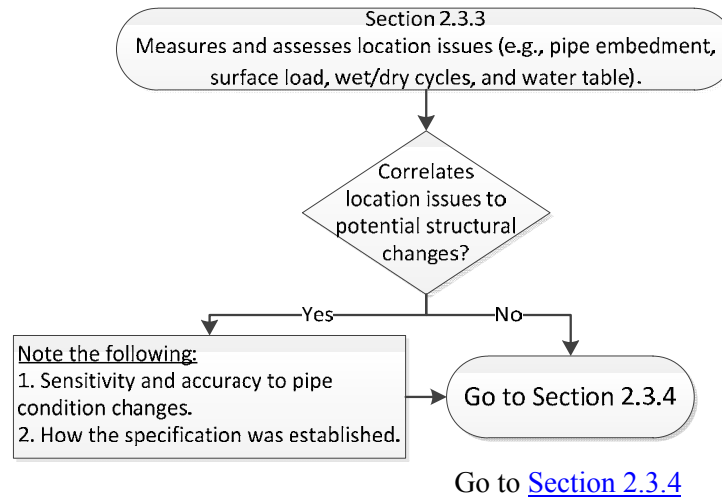 Section 2.3.3
Measures and assesses location issues (e.g., pipe embedment,
surface load, wet/dry cycles, and water table).
Correlates
location issues to
potential structural
changes?
Yes
No
Note the following:
1. Sensitivity and accuracy to pipe
condition changes.
2. How the specification was established.
Go to Section 2.3.4
Go to Section 2.3.4